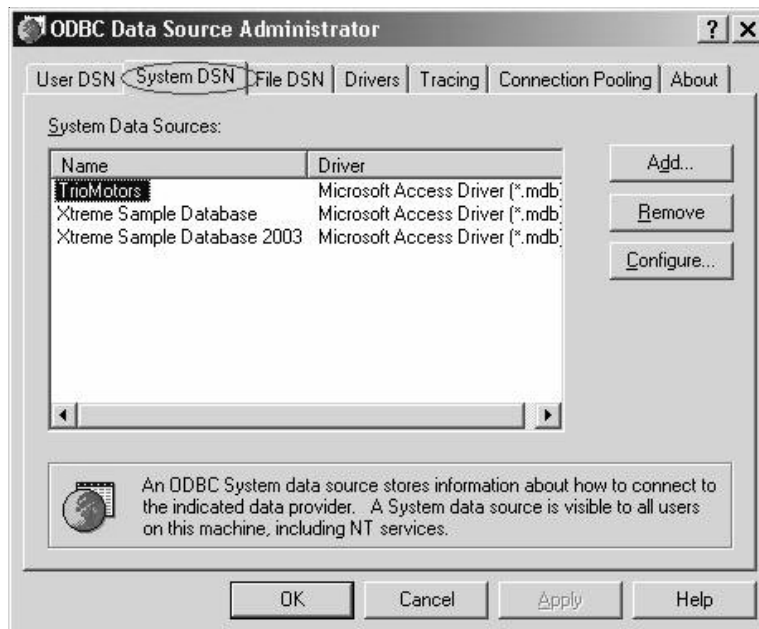 ODBC Data Source Administrator
User DSN System DSN File DSN Drivers Tracing Connection Pooling About
System Data Sources:
Name Driver
TrioMotors Microsoft Access Driver (*.mdb)
Xtreme Sample Database Microsoft Access Driver (*.mdb)
Xtreme Sample Database 2003 Microsoft Access Driver (*.mdb)
Add...
Remove
Configure...
An ODBC System data source stores information about how to connect to
the indicated data provider. A System data source is visible to all users
on this machine, including NT services.
OK Cancel Apply Help